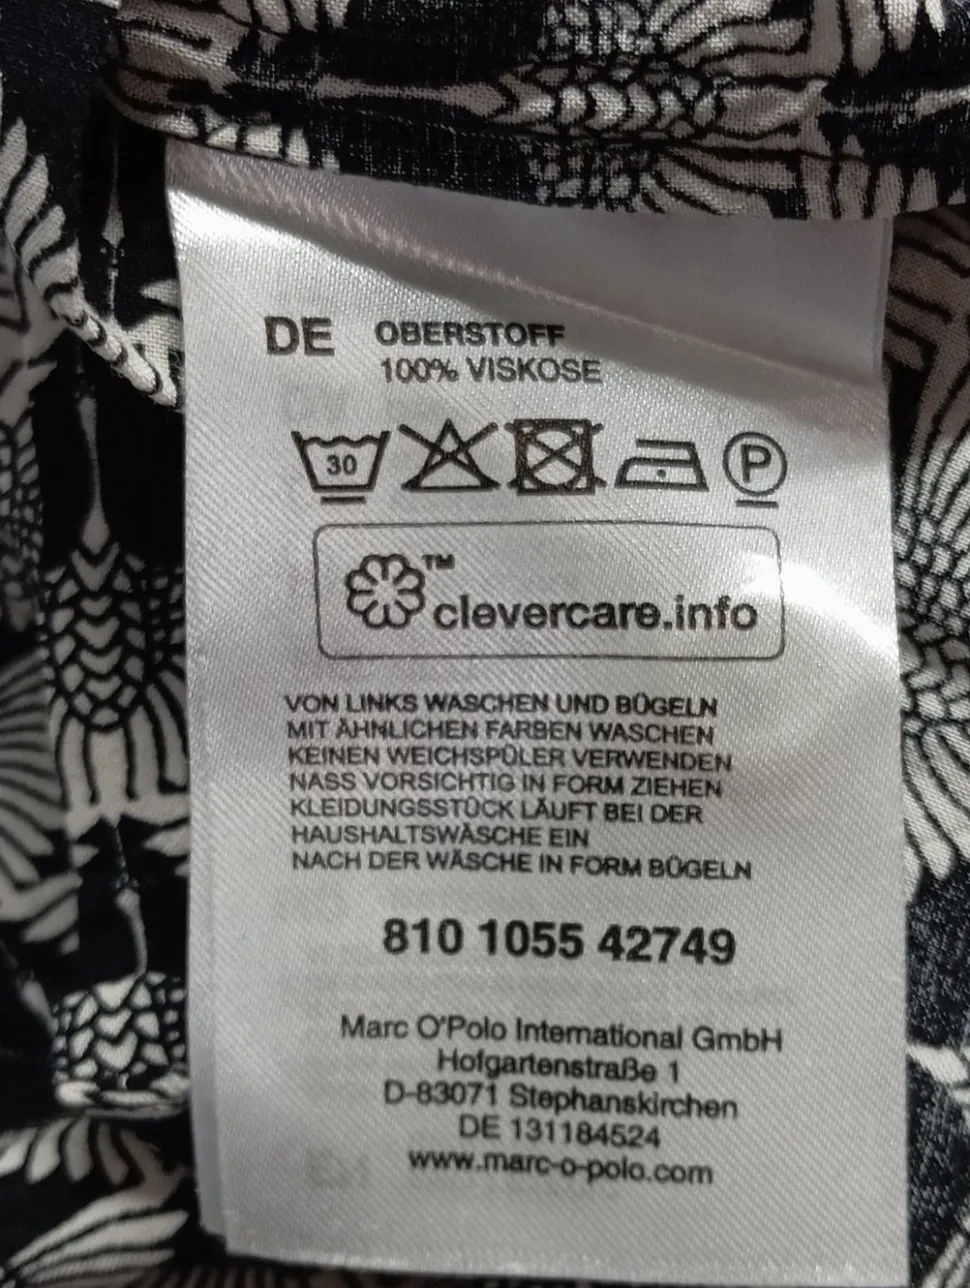 DE OBERSTOFF
100% VISKOSE
30 P
™
clevercare.info
VON LINKS WASCHEN UND BÜGELN
MIT ÄHNLICHEN FARBEN WASCHEN
KEINEN WEICHSPÜLER VERWENDEN
NASS VORSICHTIG IN FORM ZIEHEN
KLEIDUNGSSTÜCK LÄUFT BEI DER
HAUSHALTSWÄSCHE EIN
NACH DER WÄSCHE IN FORM BÜGELN
810 1055 42749
Marc O'Polo International GmbH
Hofgartenstraße 1
D-83071 Stephanskirchen
DE 131184524
www.marc-o-polo.com